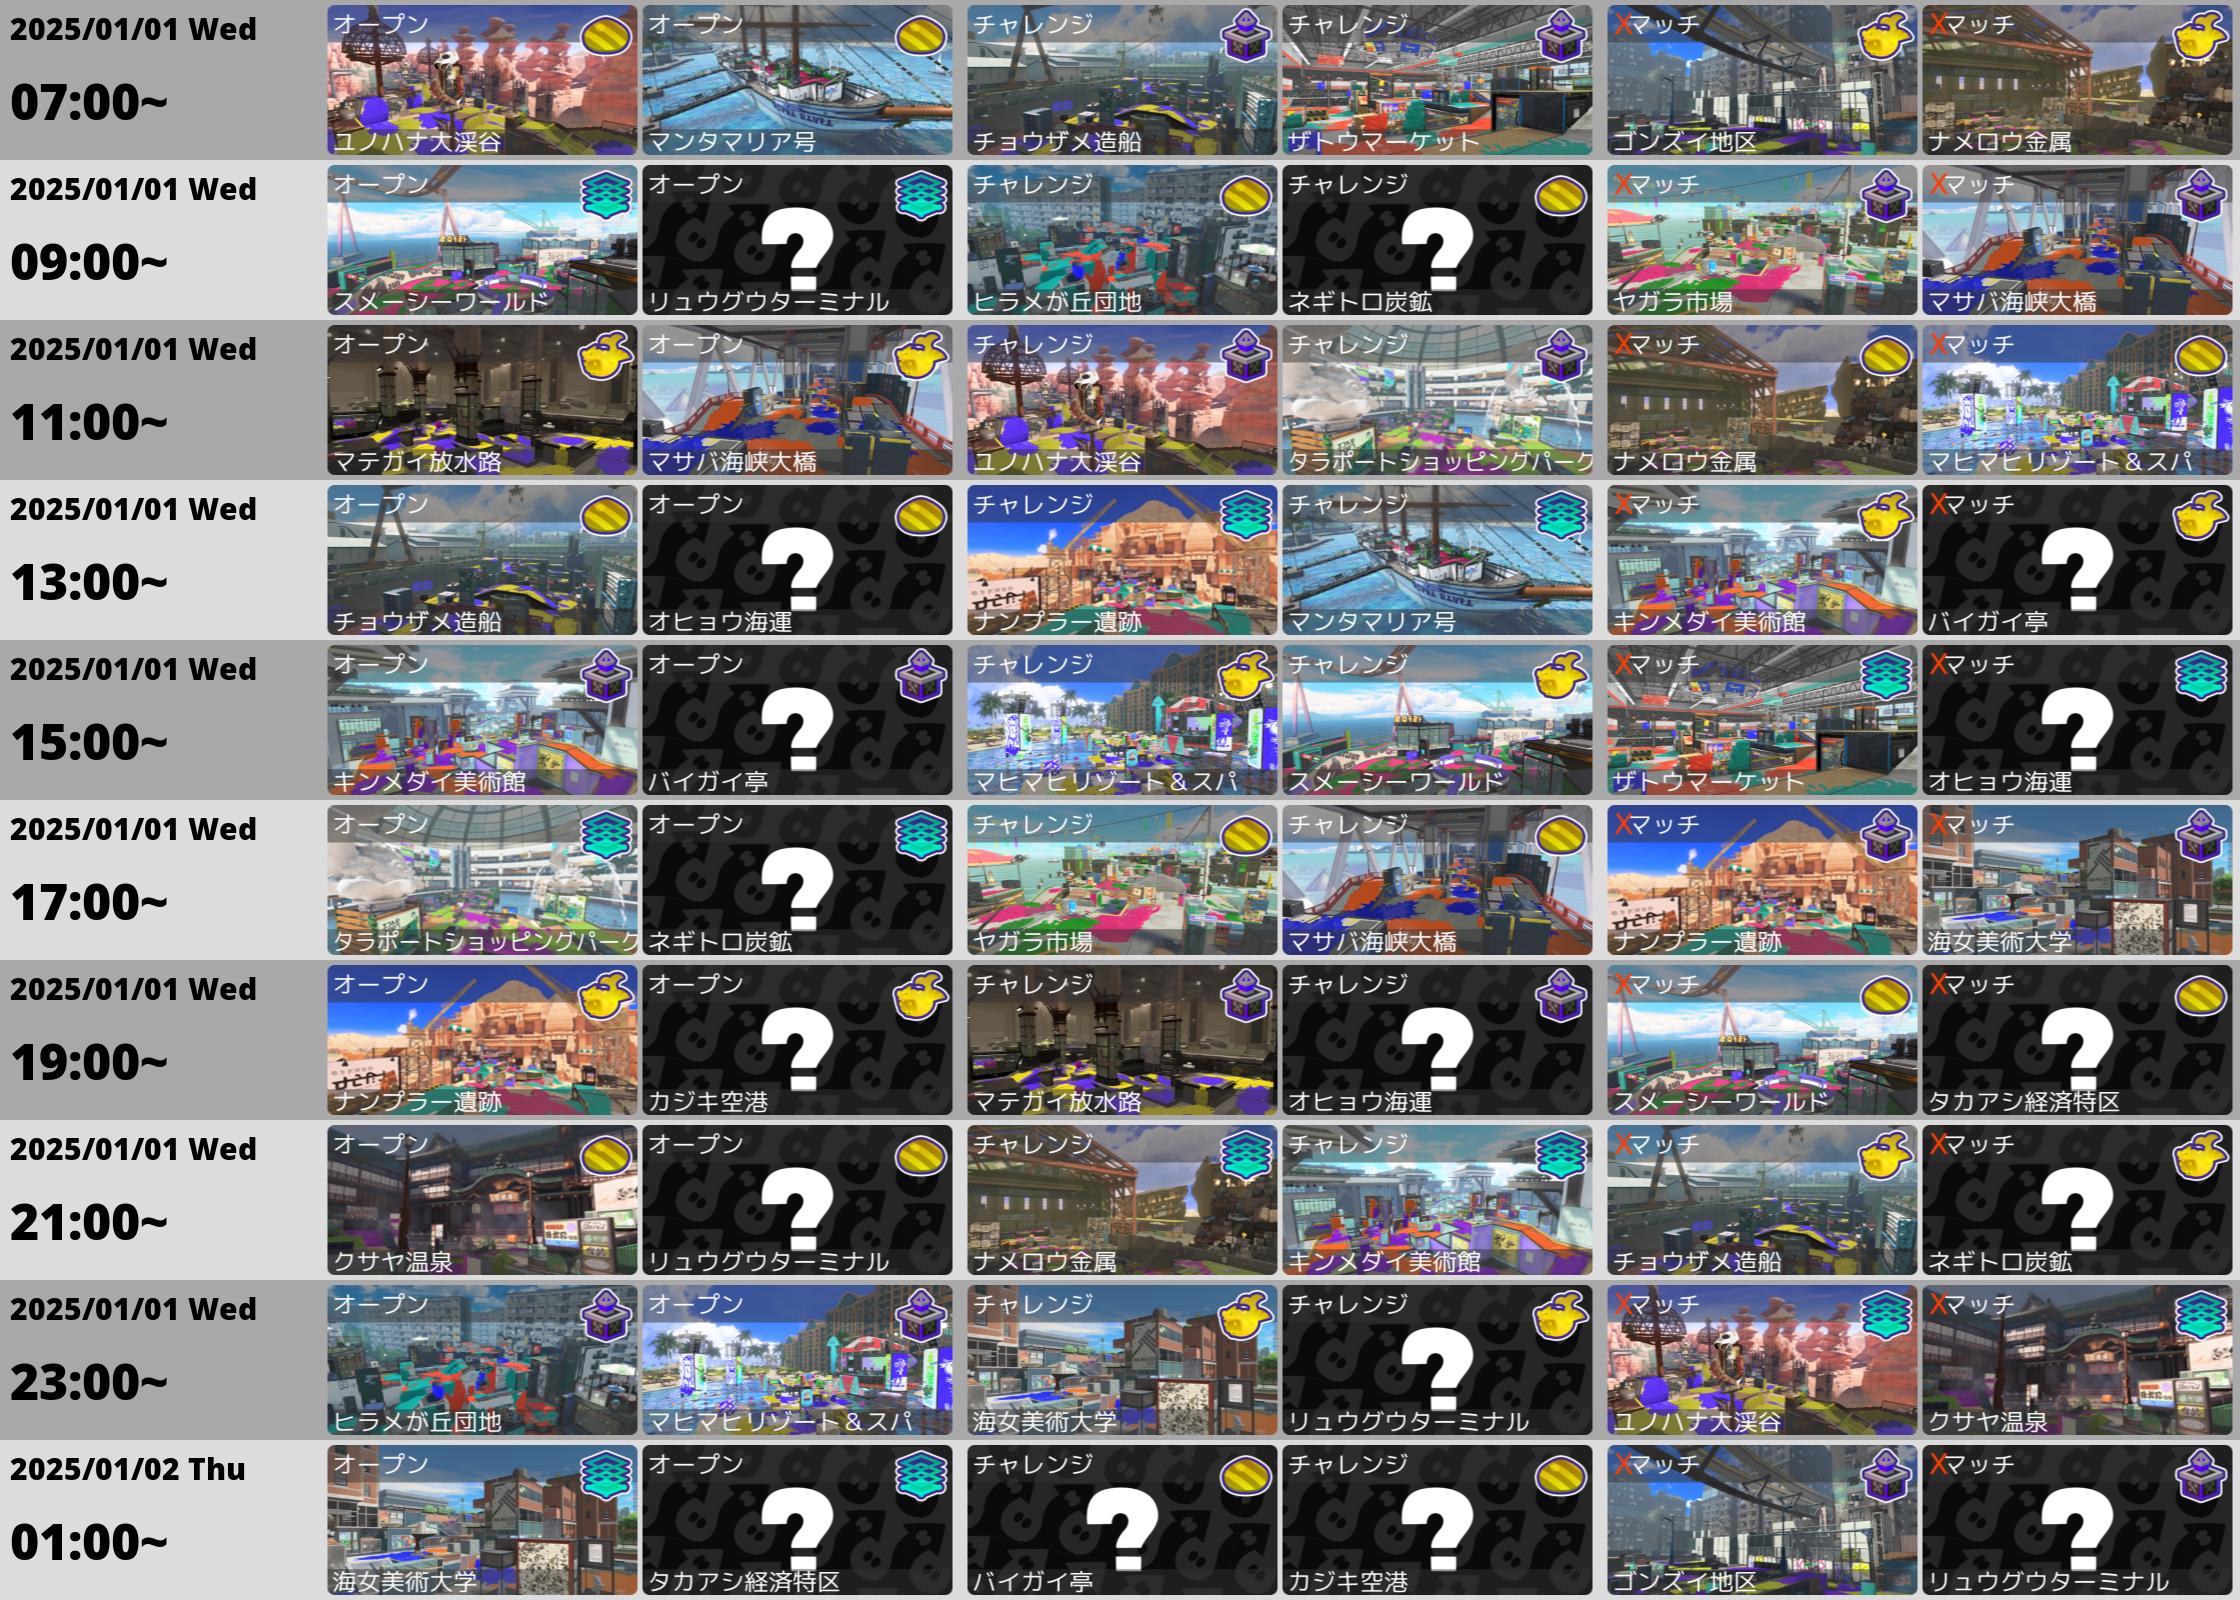 2025/01/01 Wed
07:00~
オープン
ユノハナ大渓谷
オープン
マンタマリア号
チャレンジ
チョウザメ造船
チャレンジ
ザトウマーケット
Xマッチ
ゴンズイ地区
Xマッチ
ナメロウ金属
2025/01/01 Wed
09:00~
オープン
スメーシーワールド
オープン
リュウグウターミナル
チャレンジ
ヒラメが丘団地
チャレンジ
ネギトロ炭鉱
Xマッチ
ヤガラ市場
Xマッチ
マサバ海峡大橋
2025/01/01 Wed
11:00~
オープン
マテガイ放水路
オープン
マサバ海峡大橋
チャレンジ
ユノハナ大渓谷
チャレンジ
タラポートショッピングパーク
Xマッチ
ナメロウ金属
Xマッチ
マヒマヒリゾート＆スパ
2025/01/01 Wed
13:00~
オープン
チョウザメ造船
オープン
オヒョウ海運
チャレンジ
ナンプラー遺跡
チャレンジ
マンタマリア号
Xマッチ
キンメダイ美術館
Xマッチ
バイガイ亭
2025/01/01 Wed
15:00~
オープン
キンメダイ美術館
オープン
バイガイ亭
チャレンジ
マヒマヒリゾート＆スパ
チャレンジ
スメーシーワールド
Xマッチ
ザトウマーケット
Xマッチ
オヒョウ海運
2025/01/01 Wed
17:00~
オープン
タラポートショッピングパーク
オープン
ネギトロ炭鉱
チャレンジ
ヤガラ市場
チャレンジ
マサバ海峡大橋
Xマッチ
ナンプラー遺跡
Xマッチ
海女美術大学
2025/01/01 Wed
19:00~
オープン
ナンプラー遺跡
オープン
カジキ空港
チャレンジ
マテガイ放水路
チャレンジ
オヒョウ海運
Xマッチ
スメーシーワールド
Xマッチ
タカアシ経済特区
2025/01/01 Wed
21:00~
オープン
クサヤ温泉
オープン
リュウグウターミナル
チャレンジ
ナメロウ金属
チャレンジ
キンメダイ美術館
Xマッチ
チョウザメ造船
Xマッチ
ネギトロ炭鉱
2025/01/01 Wed
23:00~
オープン
ヒラメが丘団地
オープン
マヒマヒリゾート＆スパ
チャレンジ
海女美術大学
チャレンジ
リュウグウターミナル
Xマッチ
ユノハナ大渓谷
Xマッチ
クサヤ温泉
2025/01/02 Thu
01:00~
オープン
海女美術大学
オープン
タカアシ経済特区
チャレンジ
バイガイ亭
チャレンジ
カジキ空港
Xマッチ
ゴンズイ地区
Xマッチ
リュウグウターミナル